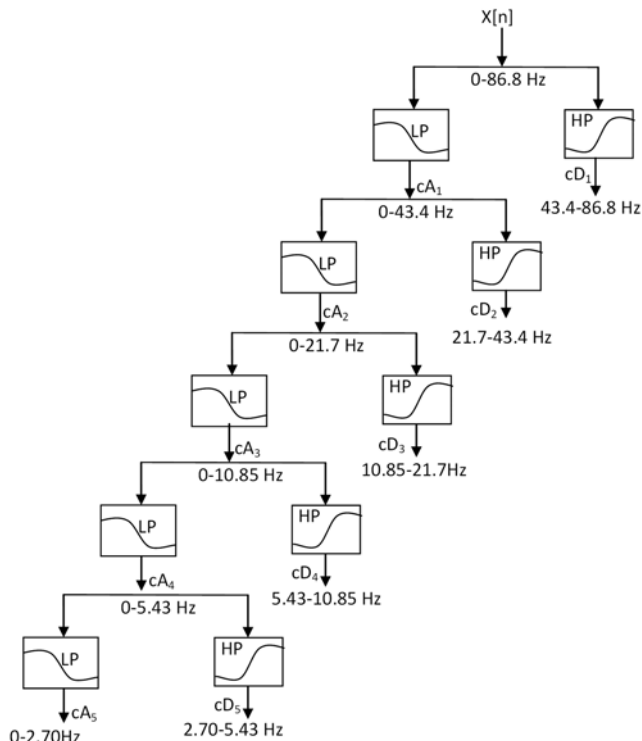 X[n]
0-86.8 Hz
LP
HP
cA₁
cD₁
0-43.4 Hz
43.4-86.8 Hz
LP
HP
cA₂
cD₂
0-21.7 Hz
21.7-43.4 Hz
LP
HP
cA₃
cD₃
0-10.85 Hz
10.85-21.7Hz
LP
HP
cA₄
cD₄
0-5.43 Hz
5.43-10.85 Hz
LP
HP
cA₅
cD₅
0-2.70Hz
2.70-5.43 Hz